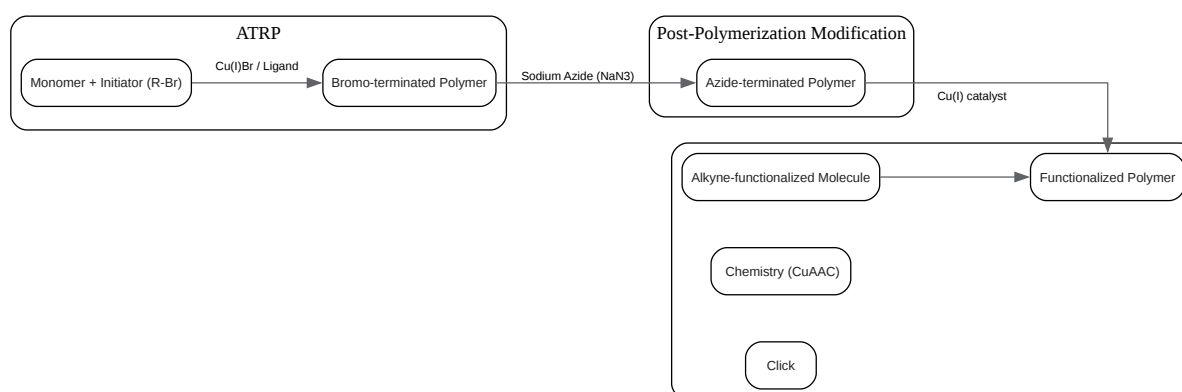 ATRP
Post-Polymerization Modification
Monomer + Initiator (R-Br)
Cu(I)Br / Ligand
Bromo-terminated Polymer
Sodium Azide (NaN3)
Azide-terminated Polymer
Cu(I) catalyst
Alkyne-functionalized Molecule
Functionalized Polymer
Chemistry (CuAAC)
Click